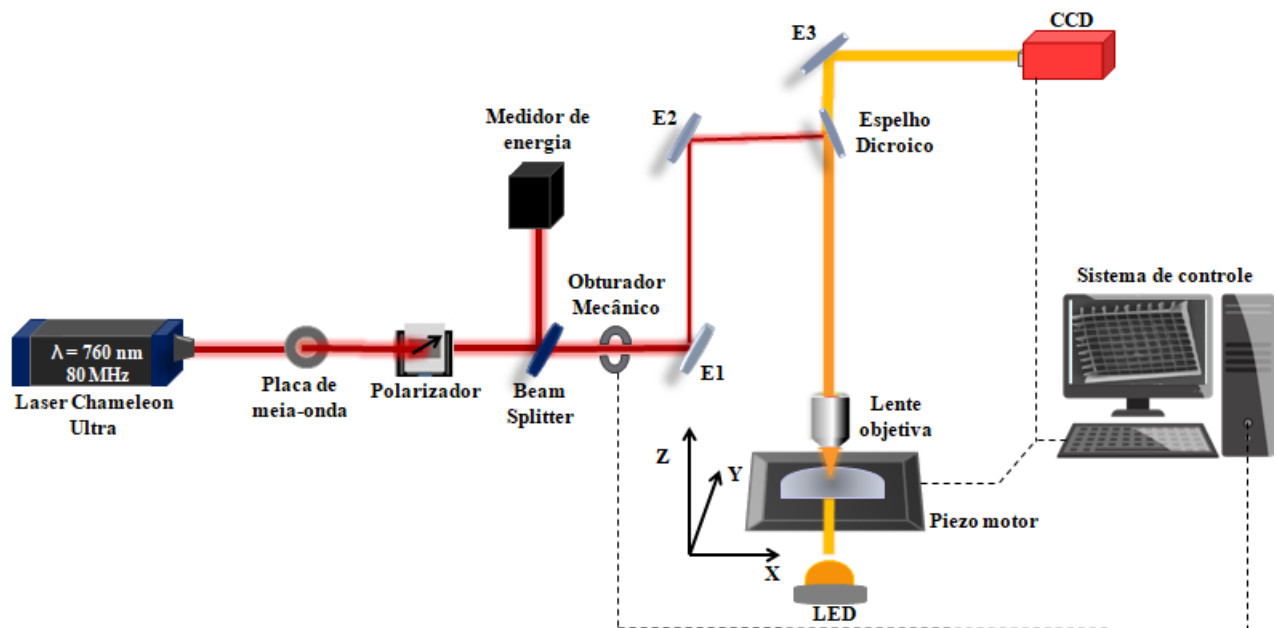 CCD
E3
Medidor de
energia
E2
Espelho
Dicroico
Obturador
Mecânico
Sistema de controle
λ = 760 nm
80 MHz
Laser Chameleon
Ultra
Placa de
meia-onda
Polarizador
Beam
Splitter
E1
Lente
objetiva
Z
Y
X
Piezo motor
LED